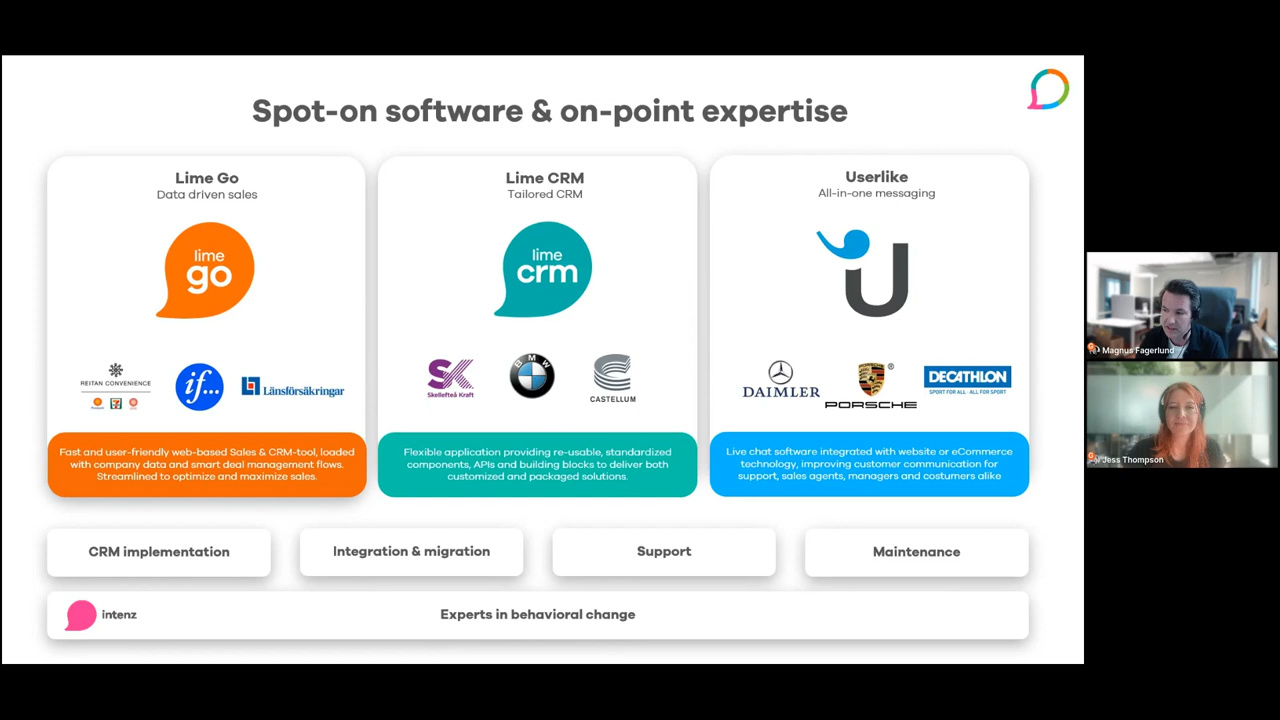 Spot-on software & on-point expertise
Lime Go
Data driven sales
lime
go
REITAN CONVENIENCE
if...
Länsförsäkringar
Fast and user-friendly web-based Sales & CRM-tool, loaded
with company data and smart deal management flows.
Streamlined to optimize and maximize sales.
Lime CRM
Tailored CRM
lime
crm
SK
Skellefteå Kraft
BMW
CASTELLUM
Flexible application providing re-usable, standardized
components, APIs and building blocks to deliver both
customized and packaged solutions.
Userlike
All-in-one messaging
U
DAIMLER
PORSCHE
DECATHLON
SPORT FOR ALL · ALL FOR SPORT
Live chat software integrated with website or eCommerce
technology, improving customer communication for
support, sales agents, managers and costumers alike
CRM implementation
Integration & migration
Support
Maintenance
intenz
Experts in behavioral change
Magnus Fagerlund
Jess Thompson